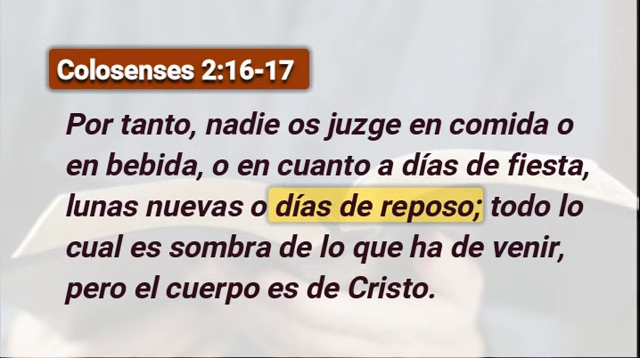 Colosenses 2:16-17
Por tanto, nadie os juzge en comida o
en bebida, o en cuanto a días de fiesta,
lunas nuevas o días de reposo; todo lo
cual es sombra de lo que ha de venir,
pero el cuerpo es de Cristo.